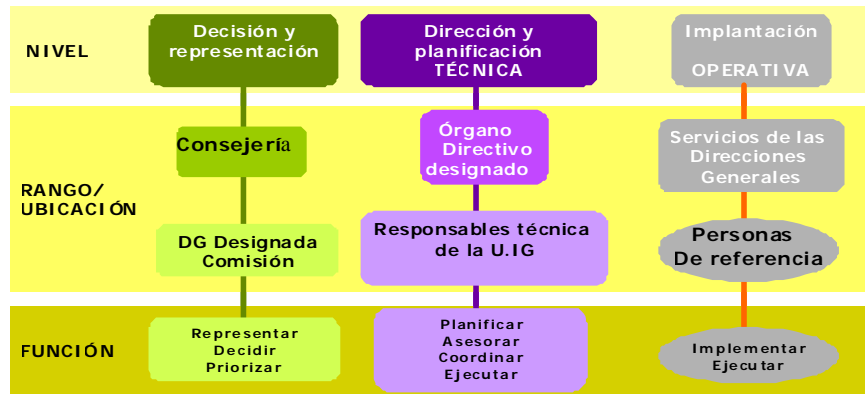 NIVEL
Decisión y
representación
Dirección y
planificación
TÉCNICA
Implantación
OPERATIVA
RANGO/
UBICACIÓN
Consejería
Órgano
Directivo
designado
Servicios de las
Direcciones
Generales
DG Designada
Comisión
Responsables técnica
de la U.IG
Personas
De referencia
FUNCIÓN
Representar
Decidir
Priorizar
Planificar
Asesorar
Coordinar
Ejecutar
Implementar
Ejecutar